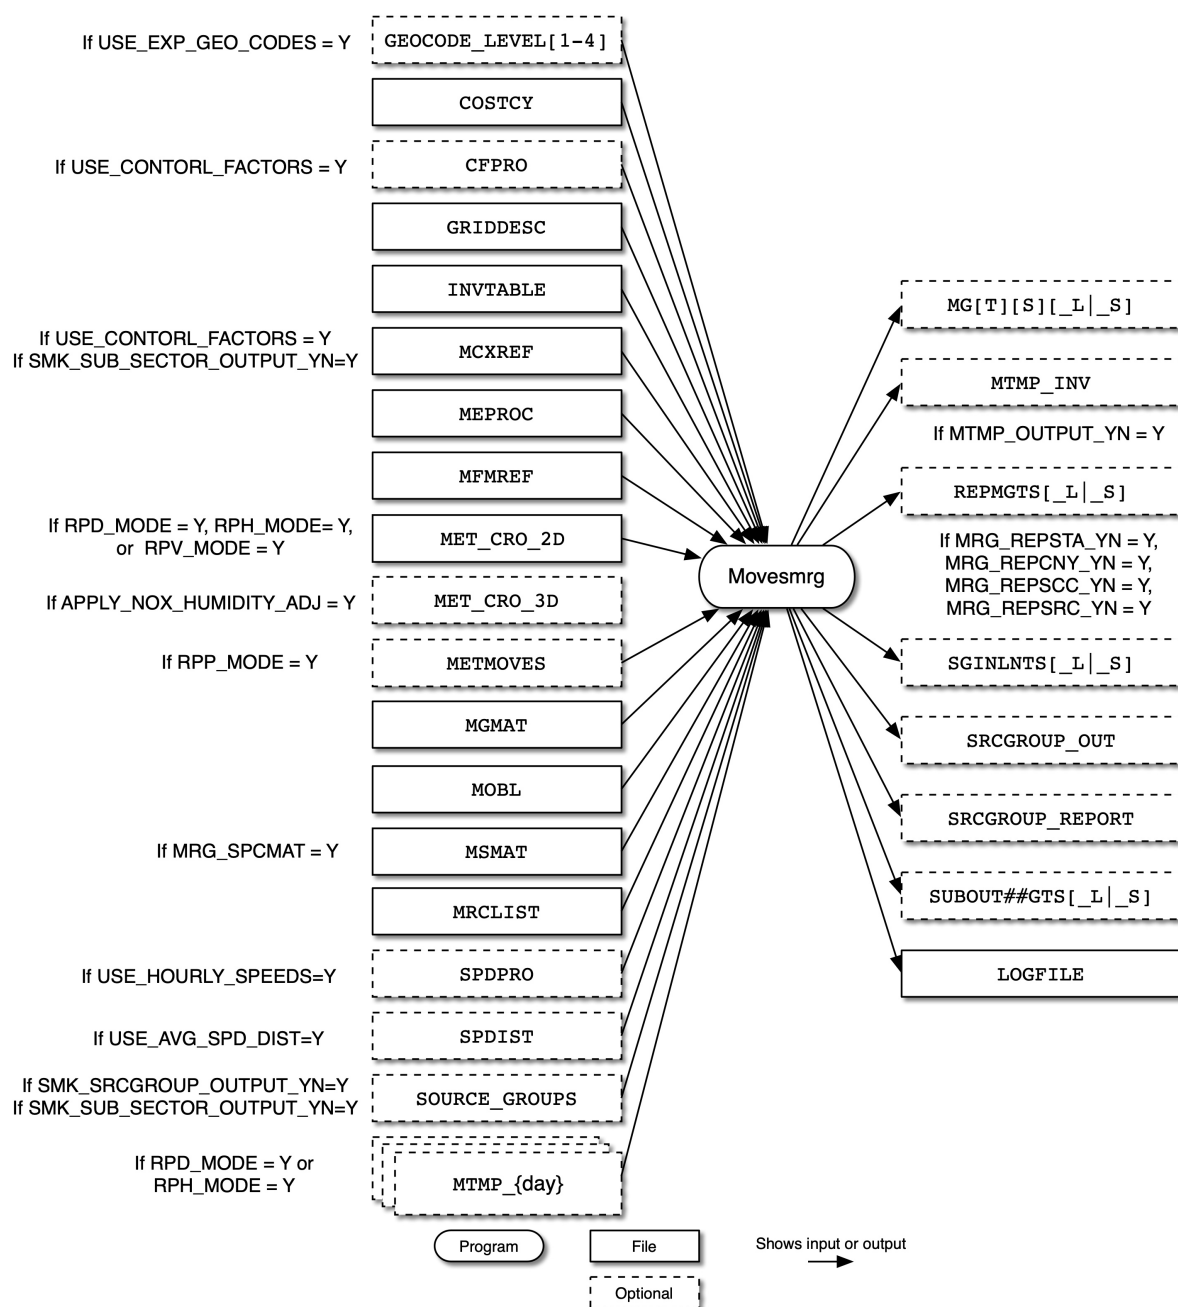 If USE_EXP_GEO_CODES = Y
GEOCODE_LEVEL[1-4]
COSTCY
If USE_CONTORL_FACTORS = Y
CFPRO
GRIDDESC
INVTABLE
If USE_CONTORL_FACTORS = Y
If SMK_SUB_SECTOR_OUTPUT_YN=Y
MCXREF
MEPROC
MFMREF
If RPD_MODE = Y, RPH_MODE= Y,
or RPV_MODE = Y
MET_CRO_2D
If APPLY_NOX_HUMIDITY_ADJ = Y
MET_CRO_3D
If RPP_MODE = Y
METMOVES
MGMAT
MOBL
If MRG_SPCMAT = Y
MSMAT
MRCLIST
If USE_HOURLY_SPEEDS=Y
SPDPRO
If USE_AVG_SPD_DIST=Y
SPDIST
If SMK_SRCGROUP_OUTPUT_YN=Y
If SMK_SUB_SECTOR_OUTPUT_YN=Y
SOURCE_GROUPS
If RPD_MODE = Y or
RPH_MODE = Y
MTMP_{day}
Movesmrg
MG[T][S][_L|_S]
MTMP_INV
If MTMP_OUTPUT_YN = Y
REPMGTS[_L|_S]
If MRG_REPSTA_YN = Y,
MRG_REPCNY_YN = Y,
MRG_REPSCC_YN = Y,
MRG_REPSRC_YN = Y
SGINLNTS[_L|_S]
SRCGROUP_OUT
SRCGROUP_REPORT
SUBOUT##GTS[_L|_S]
LOGFILE
Program
File
Shows input or output
Optional